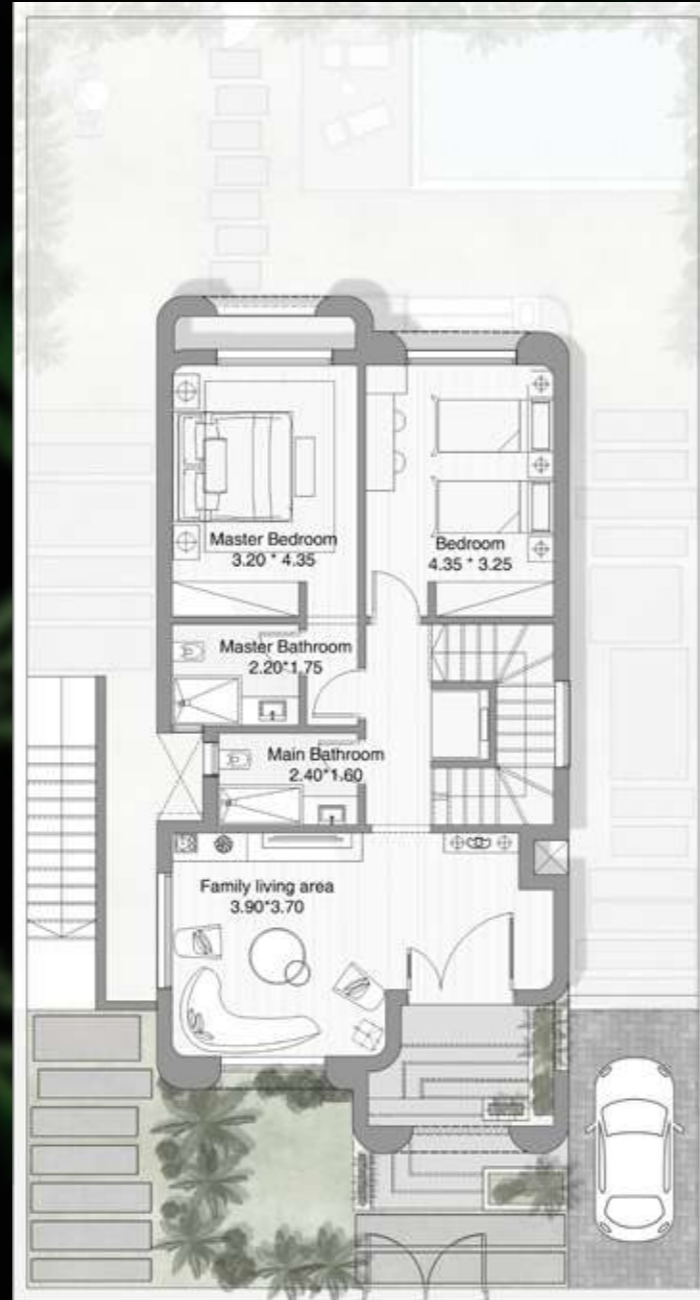 Master Bedroom
3.20 * 4.35
Bedroom
4.35 * 3.25
Master Bathroom
2.20*1.75
Main Bathroom
2.40*1.60
Family living area
3.90*3.70